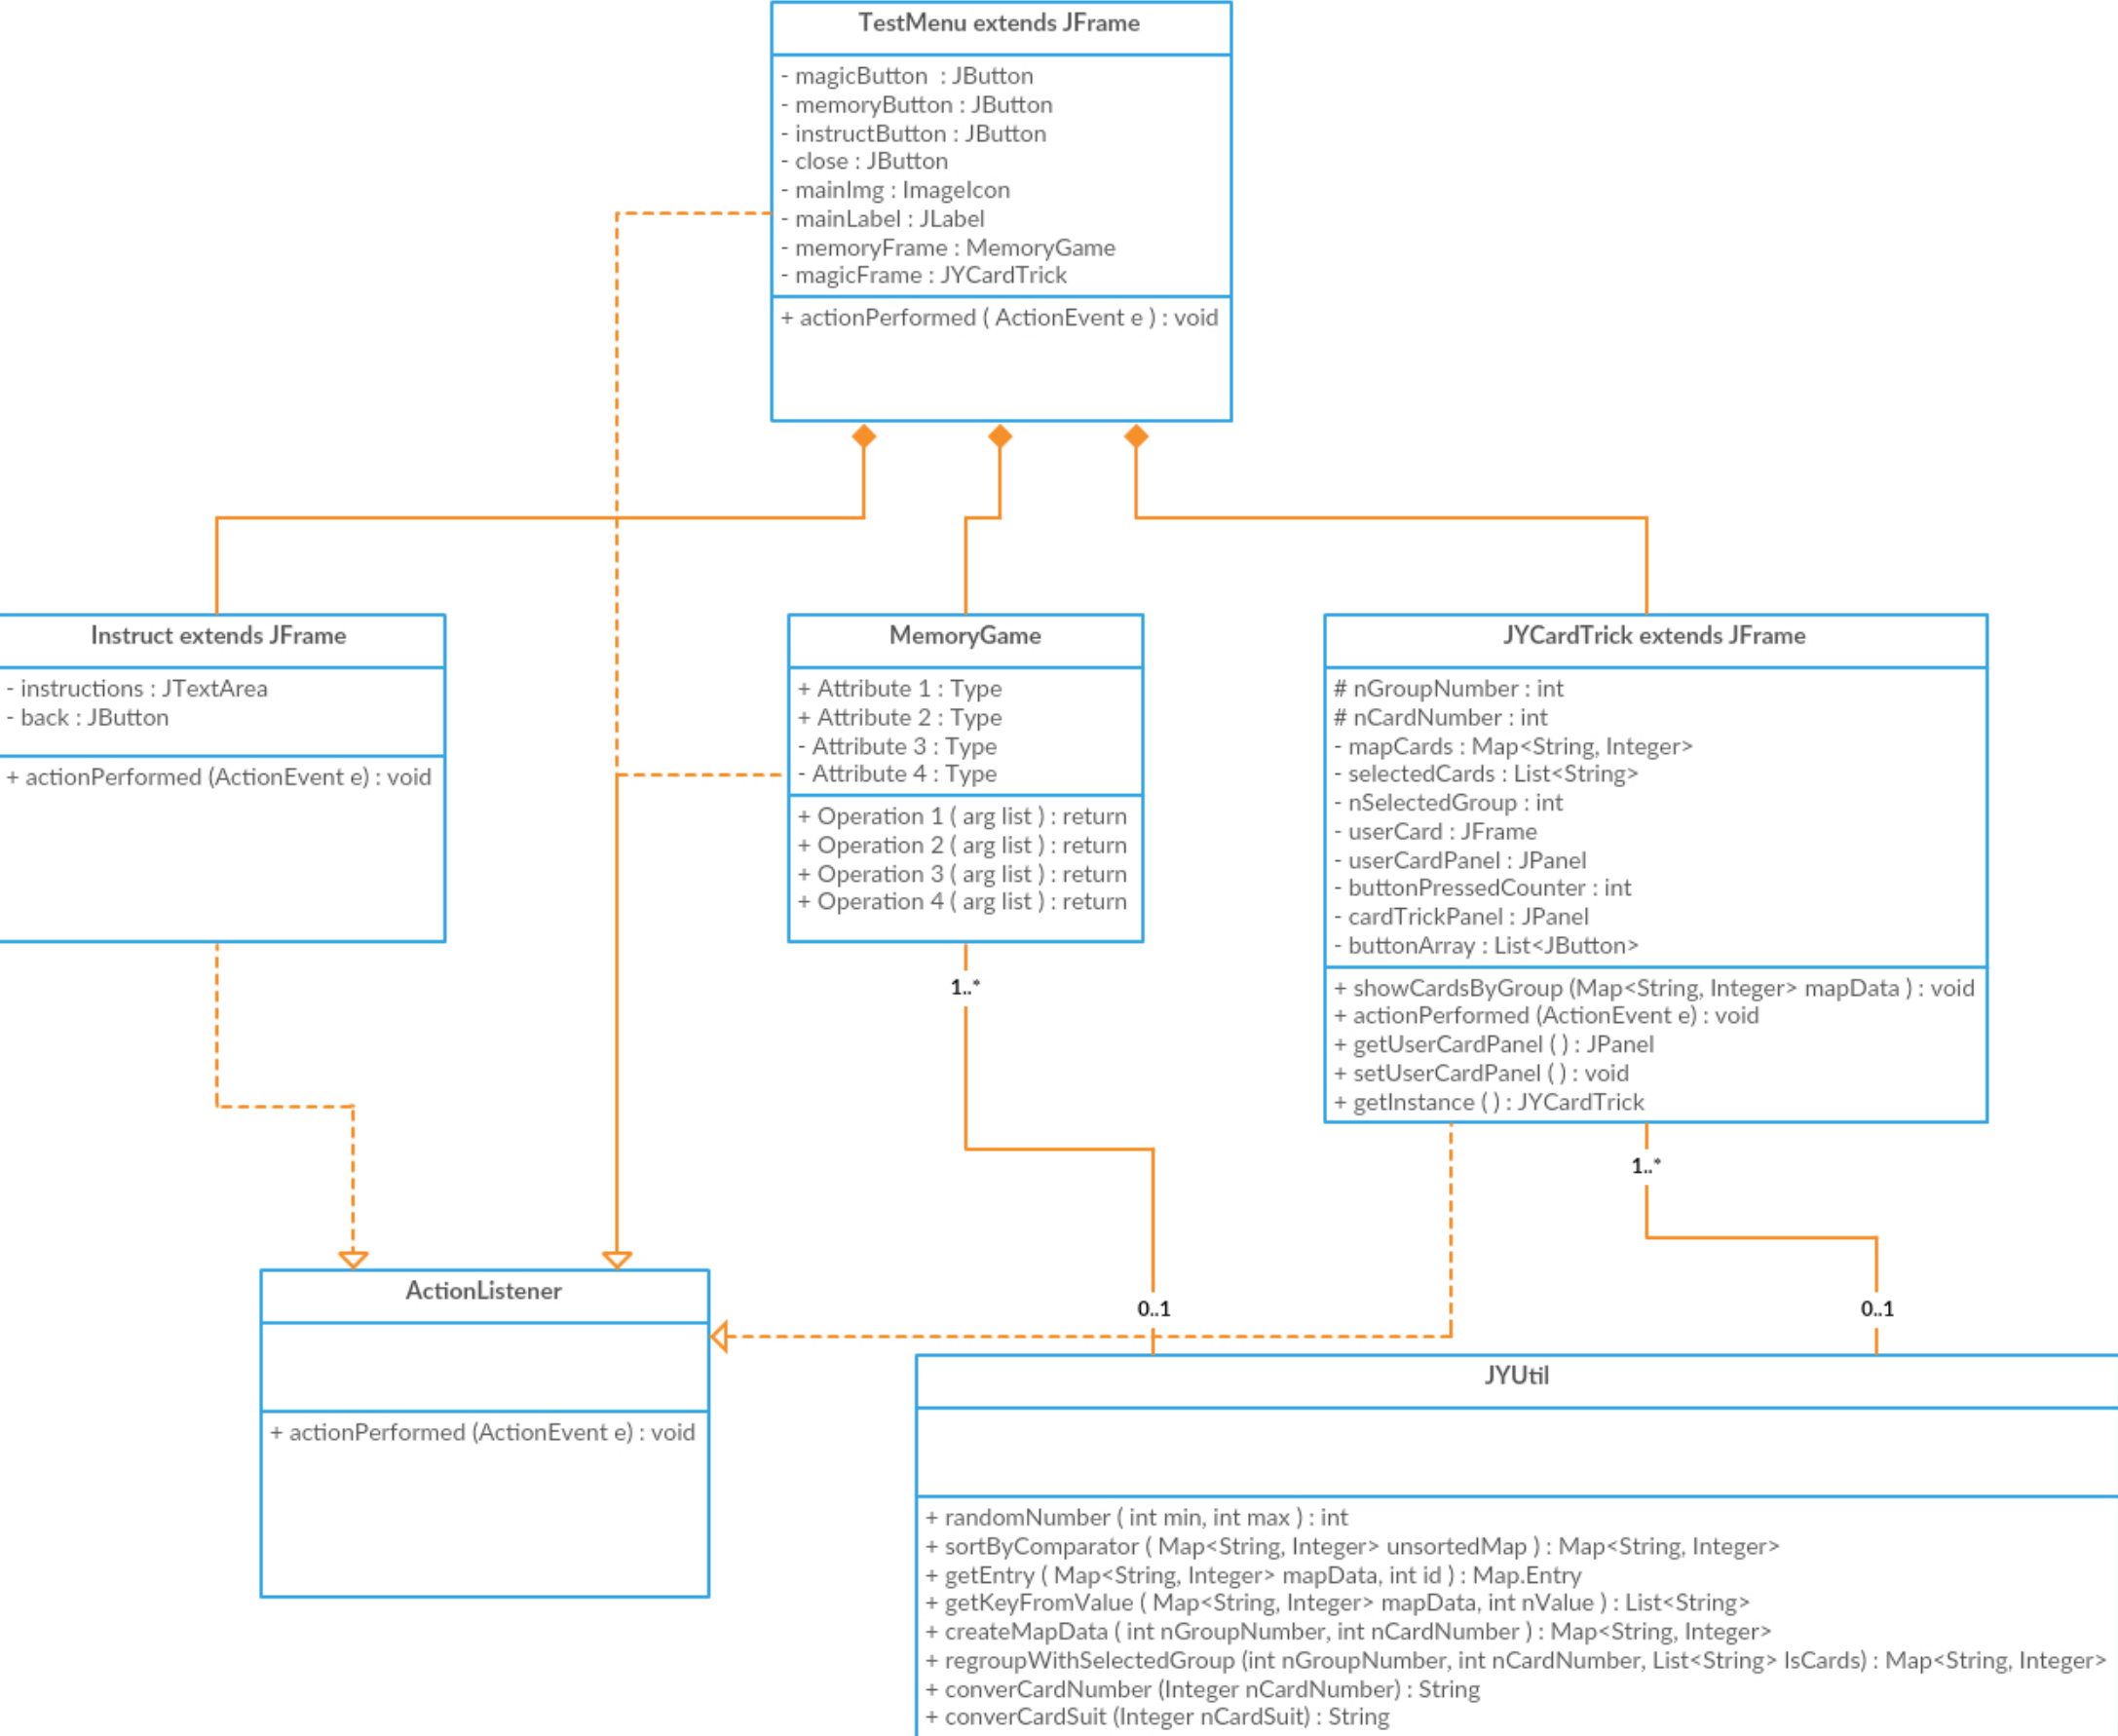 TestMenu extends JFrame
- magicButton : JButton
- memoryButton : JButton
- instructButton : JButton
- close : JButton
- mainImg : ImageIcon
- mainLabel : JLabel
- memoryFrame : MemoryGame
- magicFrame : JYCardTrick
+ actionPerformed ( ActionEvent e ) : void
Instruct extends JFrame
- instructions : JTextArea
- back : JButton
+ actionPerformed (ActionEvent e) : void
MemoryGame
+ Attribute 1 : Type
+ Attribute 2 : Type
- Attribute 3 : Type
- Attribute 4 : Type
+ Operation 1 ( arg list ) : return
+ Operation 2 ( arg list ) : return
+ Operation 3 ( arg list ) : return
+ Operation 4 ( arg list ) : return
JYCardTrick extends JFrame
# nGroupNumber : int
# nCardNumber : int
- mapCards : Map<String, Integer>
- selectedCards : List<String>
- nSelectedGroup : int
- userCard : JFrame
- userCardPanel : JPanel
- buttonPressedCounter : int
- cardTrickPanel : JPanel
- buttonArray : List<JButton>
+ showCardsByGroup (Map<String, Integer> mapData ) : void
+ actionPerformed (ActionEvent e) : void
+ getUserCardPanel ( ) : JPanel
+ setUserCardPanel ( ) : void
+ getInstance ( ) : JYCardTrick
1..*
1..*
0..1
0..1
ActionListener
+ actionPerformed (ActionEvent e) : void
JYUtil
+ randomNumber ( int min, int max ) : int
+ sortByComparator ( Map<String, Integer> unsortedMap ) : Map<String, Integer>
+ getEntry ( Map<String, Integer> mapData, int id ) : Map.Entry
+ getKeyFromValue ( Map<String, Integer> mapData, int nValue ) : List<String>
+ createMapData ( int nGroupNumber, int nCardNumber ) : Map<String, Integer>
+ regroupWithSelectedGroup (int nGroupNumber, int nCardNumber, List<String> lsCards) : Map<String, Integer>
+ converCardNumber (Integer nCardNumber) : String
+ converCardSuit (Integer nCardSuit) : String